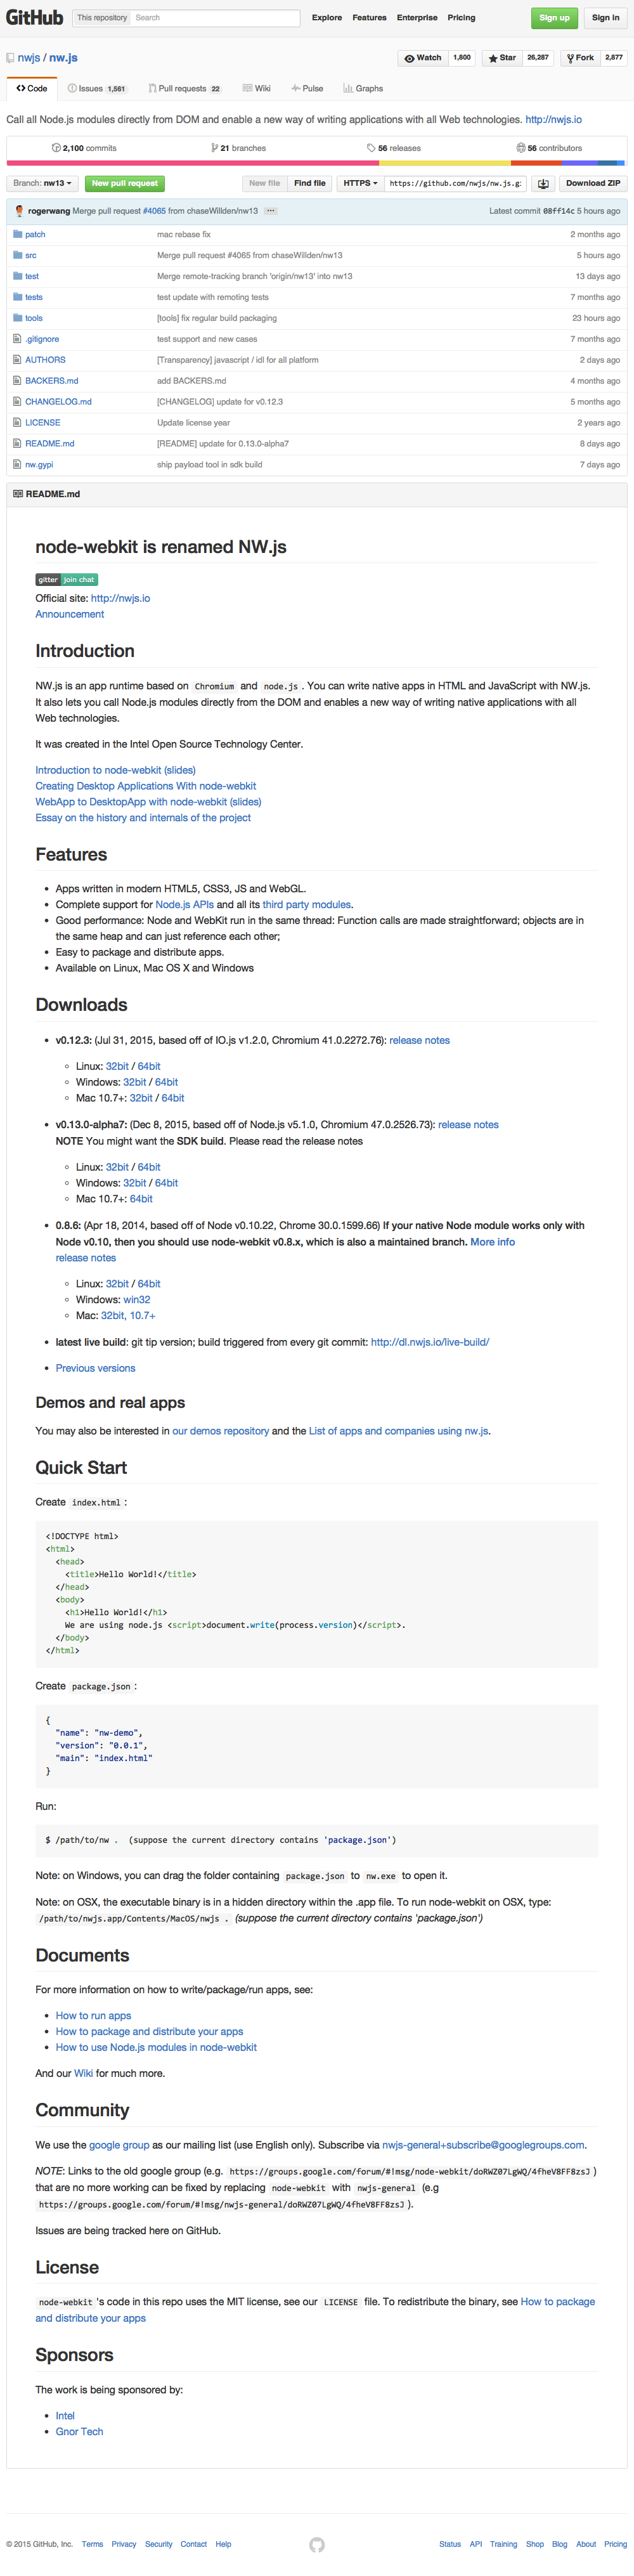 GitHub This repository Search Explore Features Enterprise Pricing Sign up Sign in
nwjs / nw.js Watch 1,800 Star 26,287 Fork 2,877
Code Issues 1,561 Pull requests 22 Wiki Pulse Graphs
Call all Node.js modules directly from DOM and enable a new way of writing applications with all Web technologies. http://nwjs.io
2,100 commits 21 branches 56 releases 56 contributors
Branch: nw13 New pull request New file Find file HTTPS https://github.com/nwjs/nw.js.g Download ZIP
rogerwang Merge pull request #4065 from chaseWillden/nw13 ... Latest commit 08ff14c 5 hours ago
patch mac rebase fix 2 months ago
src Merge pull request #4065 from chaseWillden/nw13 5 hours ago
test Merge remote-tracking branch 'origin/nw13' into nw13 13 days ago
tests test update with remoting tests 7 months ago
tools [tools] fix regular build packaging 23 hours ago
.gitignore test support and new cases 7 months ago
AUTHORS [Transparency] javascript / idl for all platform 2 days ago
BACKERS.md add BACKERS.md 4 months ago
CHANGELOG.md [CHANGELOG] update for v0.12.3 5 months ago
LICENSE Update license year 2 years ago
README.md [README] update for 0.13.0-alpha7 8 days ago
nw.gypi ship payload tool in sdk build 7 days ago
README.md
node-webkit is renamed NW.js
gitter join chat
Official site: http://nwjs.io
Announcement
Introduction
NW.js is an app runtime based on Chromium and node.js. You can write native apps in HTML and JavaScript with NW.js.
It also lets you call Node.js modules directly from the DOM and enables a new way of writing native applications with all
Web technologies.
It was created in the Intel Open Source Technology Center.
Introduction to node-webkit (slides)
Creating Desktop Applications With node-webkit
WebApp to DesktopApp with node-webkit (slides)
Essay on the history and internals of the project
Features
• Apps written in modern HTML5, CSS3, JS and WebGL.
• Complete support for Node.js APIs and all its third party modules.
• Good performance: Node and WebKit run in the same thread: Function calls are made straightforward; objects are in
the same heap and can just reference each other;
• Easy to package and distribute apps.
• Available on Linux, Mac OS X and Windows
Downloads
• v0.12.3: (Jul 31, 2015, based off of IO.js v1.2.0, Chromium 41.0.2272.76): release notes
Linux: 32bit / 64bit
Windows: 32bit / 64bit
Mac 10.7+: 32bit / 64bit
• v0.13.0-alpha7: (Dec 8, 2015, based off of Node.js v5.1.0, Chromium 47.0.2526.73): release notes
NOTE You might want the SDK build. Please read the release notes
Linux: 32bit / 64bit
Windows: 32bit / 64bit
Mac 10.7+: 64bit
• 0.8.6: (Apr 18, 2014, based off of Node v0.10.22, Chrome 30.0.1599.66) If your native Node module works only with
Node v0.10, then you should use node-webkit v0.8.x, which is also a maintained branch. More info
release notes
Linux: 32bit / 64bit
Windows: win32
Mac: 32bit, 10.7+
• latest live build: git tip version; build triggered from every git commit: http://dl.nwjs.io/live-build/
• Previous versions
Demos and real apps
You may also be interested in our demos repository and the List of apps and companies using nw.js.
Quick Start
Create index.html:
<!DOCTYPE html>
<html>
<head>
<title>Hello World!</title>
</head>
<body>
<h1>Hello World!</h1>
We are using node.js <script>document.write(process.version)</script>.
</body>
</html>
Create package.json:
{
"name": "nw-demo",
"version": "0.0.1",
"main": "index.html"
}
Run:
$ /path/to/nw . (suppose the current directory contains 'package.json')
Note: on Windows, you can drag the folder containing package.json to nw.exe to open it.
Note: on OSX, the executable binary is in a hidden directory within the .app file. To run node-webkit on OSX, type:
/path/to/nwjs.app/Contents/MacOS/nwjs . (suppose the current directory contains 'package.json')
Documents
For more information on how to write/package/run apps, see:
• How to run apps
• How to package and distribute your apps
• How to use Node.js modules in node-webkit
And our Wiki for much more.
Community
We use the google group as our mailing list (use English only). Subscribe via nwjs-general+subscribe@googlegroups.com.
NOTE: Links to the old google group (e.g. https://groups.google.com/forum/#!msg/node-webkit/doRWZ07LgWQ/4fheV8FF8zsJ)
that are no more working can be fixed by replacing node-webkit with nwjs-general (e.g
https://groups.google.com/forum/#!msg/nwjs-general/doRWZ07LgWQ/4fheV8FF8zsJ).
Issues are being tracked here on GitHub.
License
node-webkit's code in this repo uses the MIT license, see our LICENSE file. To redistribute the binary, see How to package
and distribute your apps
Sponsors
The work is being sponsored by:
• Intel
• Gnor Tech
© 2015 GitHub, Inc. Terms Privacy Security Contact Help Status API Training Shop Blog About Pricing